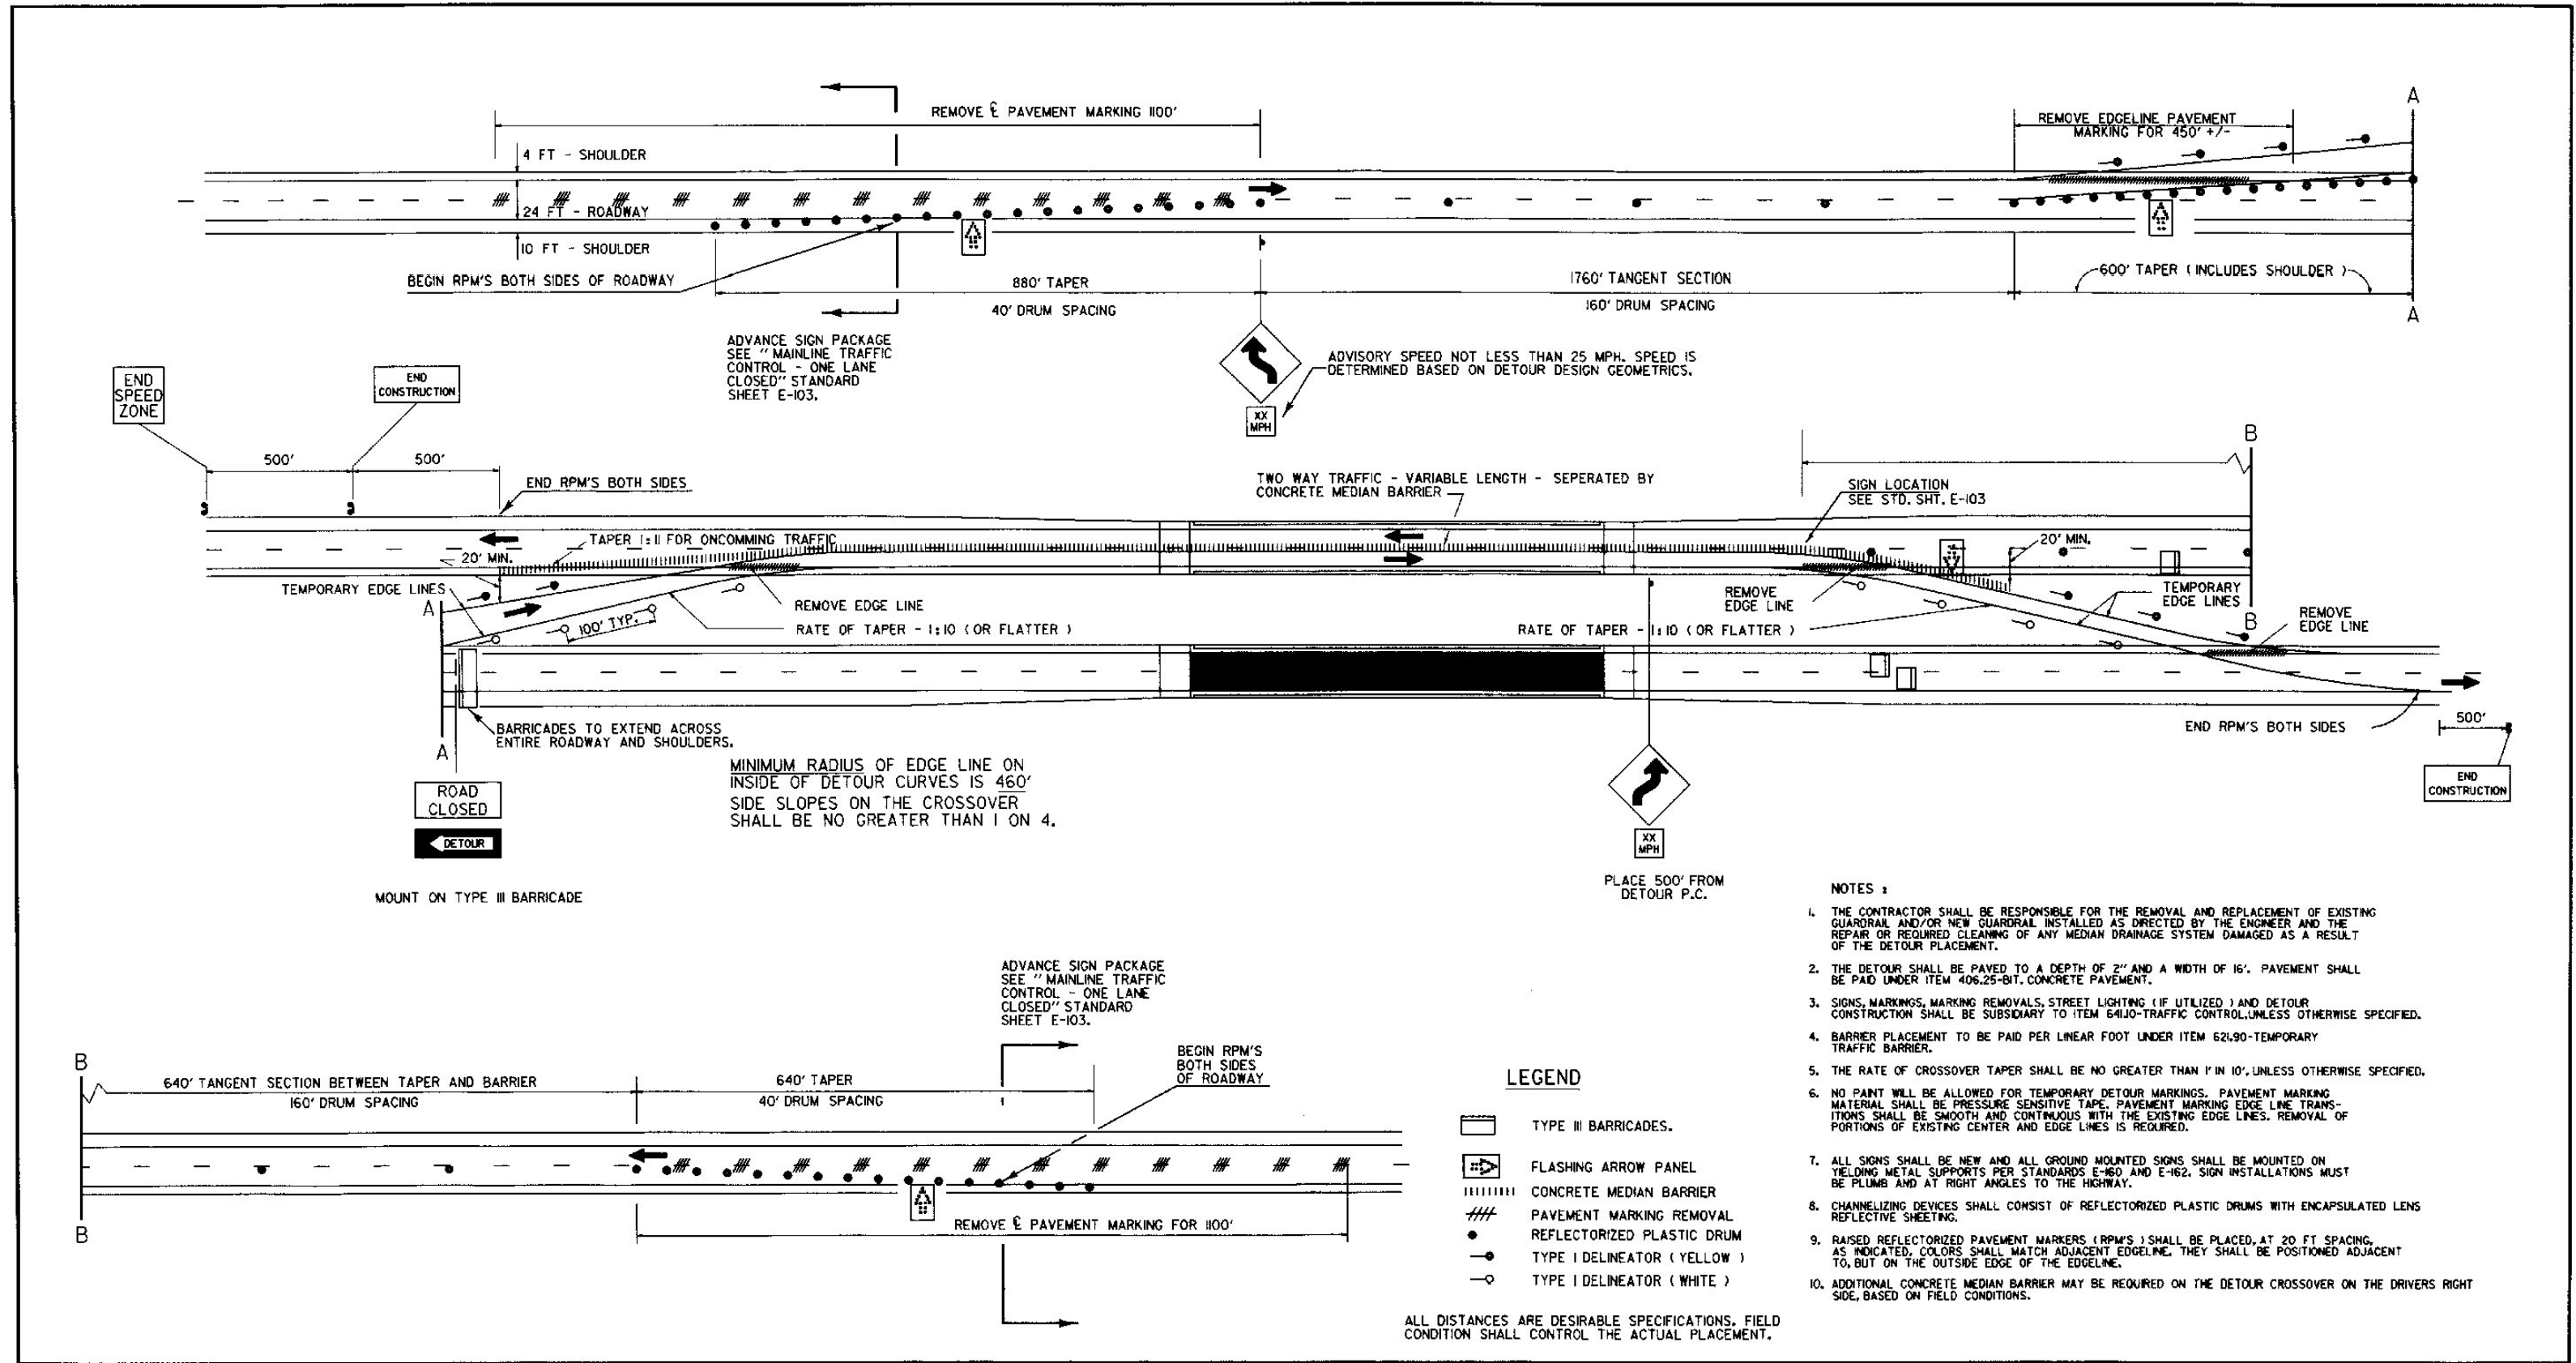 REMOVE ℄ PAVEMENT MARKING 1100'
A
REMOVE EDGELINE PAVEMENT
MARKING FOR 450' +/-
4 FT - SHOULDER
24 FT - ROADWAY
10 FT - SHOULDER
BEGIN RPM'S BOTH SIDES OF ROADWAY
880' TAPER
40' DRUM SPACING
1760' TANGENT SECTION
160' DRUM SPACING
600' TAPER ( INCLUDES SHOULDER )
A
ADVANCE SIGN PACKAGE
SEE "MAINLINE TRAFFIC
CONTROL - ONE LANE
CLOSED" STANDARD
SHEET E-103.
XX
MPH
ADVISORY SPEED NOT LESS THAN 25 MPH. SPEED IS
DETERMINED BASED ON DETOUR DESIGN GEOMETRICS.
END
SPEED
ZONE
END
CONSTRUCTION
500'
500'
END RPM'S BOTH SIDES
TWO WAY TRAFFIC - VARIABLE LENGTH - SEPERATED BY
CONCRETE MEDIAN BARRIER
SIGN LOCATION
SEE STD. SHT. E-103
B
TAPER 1:11 FOR ONCOMMING TRAFFIC
20' MIN.
20' MIN.
TEMPORARY EDGE LINES
A
100' TYP.
REMOVE EDGE LINE
RATE OF TAPER - 1:10 ( OR FLATTER )
REMOVE
EDGE LINE
RATE OF TAPER - 1:10 ( OR FLATTER )
TEMPORARY
EDGE LINES
B
REMOVE
EDGE LINE
BARRICADES TO EXTEND ACROSS
ENTIRE ROADWAY AND SHOULDERS.
A
END RPM'S BOTH SIDES
500'
END
CONSTRUCTION
ROAD
CLOSED
DETOUR
MOUNT ON TYPE III BARRICADE
MINIMUM RADIUS OF EDGE LINE ON
INSIDE OF DETOUR CURVES IS 460'
SIDE SLOPES ON THE CROSSOVER
SHALL BE NO GREATER THAN 1 ON 4.
XX
MPH
PLACE 500' FROM
DETOUR P.C.
ADVANCE SIGN PACKAGE
SEE "MAINLINE TRAFFIC
CONTROL - ONE LANE
CLOSED" STANDARD
SHEET E-103.
B
640' TANGENT SECTION BETWEEN TAPER AND BARRIER
160' DRUM SPACING
640' TAPER
40' DRUM SPACING
BEGIN RPM'S
BOTH SIDES
OF ROADWAY
REMOVE ℄ PAVEMENT MARKING FOR 1100'
B
LEGEND
TYPE III BARRICADES.
FLASHING ARROW PANEL
CONCRETE MEDIAN BARRIER
PAVEMENT MARKING REMOVAL
REFLECTORIZED PLASTIC DRUM
TYPE I DELINEATOR ( YELLOW )
TYPE I DELINEATOR ( WHITE )
ALL DISTANCES ARE DESIRABLE SPECIFICATIONS. FIELD
CONDITION SHALL CONTROL THE ACTUAL PLACEMENT.
NOTES :
1. THE CONTRACTOR SHALL BE RESPONSIBLE FOR THE REMOVAL AND REPLACEMENT OF EXISTING
GUARDRAIL AND/OR NEW GUARDRAIL INSTALLED AS DIRECTED BY THE ENGINEER AND THE
REPAIR OR REQUIRED CLEANING OF ANY MEDIAN DRAINAGE SYSTEM DAMAGED AS A RESULT
OF THE DETOUR PLACEMENT.
2. THE DETOUR SHALL BE PAVED TO A DEPTH OF 2" AND A WIDTH OF 16'. PAVEMENT SHALL
BE PAID UNDER ITEM 406.25-BIT. CONCRETE PAVEMENT.
3. SIGNS, MARKINGS, MARKING REMOVALS, STREET LIGHTING ( IF UTILIZED ) AND DETOUR
CONSTRUCTION SHALL BE SUBSIDIARY TO ITEM 641.10-TRAFFIC CONTROL,UNLESS OTHERWISE SPECIFIED.
4. BARRIER PLACEMENT TO BE PAID PER LINEAR FOOT UNDER ITEM 621.90-TEMPORARY
TRAFFIC BARRIER.
5. THE RATE OF CROSSOVER TAPER SHALL BE NO GREATER THAN 1' IN 10', UNLESS OTHERWISE SPECIFIED.
6. NO PAINT WILL BE ALLOWED FOR TEMPORARY DETOUR MARKINGS. PAVEMENT MARKING
MATERIAL SHALL BE PRESSURE SENSITIVE TAPE. PAVEMENT MARKING EDGE LINE TRANS-
ITIONS SHALL BE SMOOTH AND CONTINUOUS WITH THE EXISTING EDGE LINES. REMOVAL OF
PORTIONS OF EXISTING CENTER AND EDGE LINES IS REQUIRED.
7. ALL SIGNS SHALL BE NEW AND ALL GROUND MOUNTED SIGNS SHALL BE MOUNTED ON
YIELDING METAL SUPPORTS PER STANDARDS E-160 AND E-162. SIGN INSTALLATIONS MUST
BE PLUMB AND AT RIGHT ANGLES TO THE HIGHWAY.
8. CHANNELIZING DEVICES SHALL CONSIST OF REFLECTORIZED PLASTIC DRUMS WITH ENCAPSULATED LENS
REFLECTIVE SHEETING.
9. RAISED REFLECTORIZED PAVEMENT MARKERS ( RPM'S ) SHALL BE PLACED, AT 20 FT SPACING,
AS INDICATED, COLORS SHALL MATCH ADJACENT EDGELINE. THEY SHALL BE POSITIONED ADJACENT
TO, BUT ON THE OUTSIDE EDGE OF THE EDGELINE.
10. ADDITIONAL CONCRETE MEDIAN BARRIER MAY BE REQUIRED ON THE DETOUR CROSSOVER ON THE DRIVERS RIGHT
SIDE, BASED ON FIELD CONDITIONS.